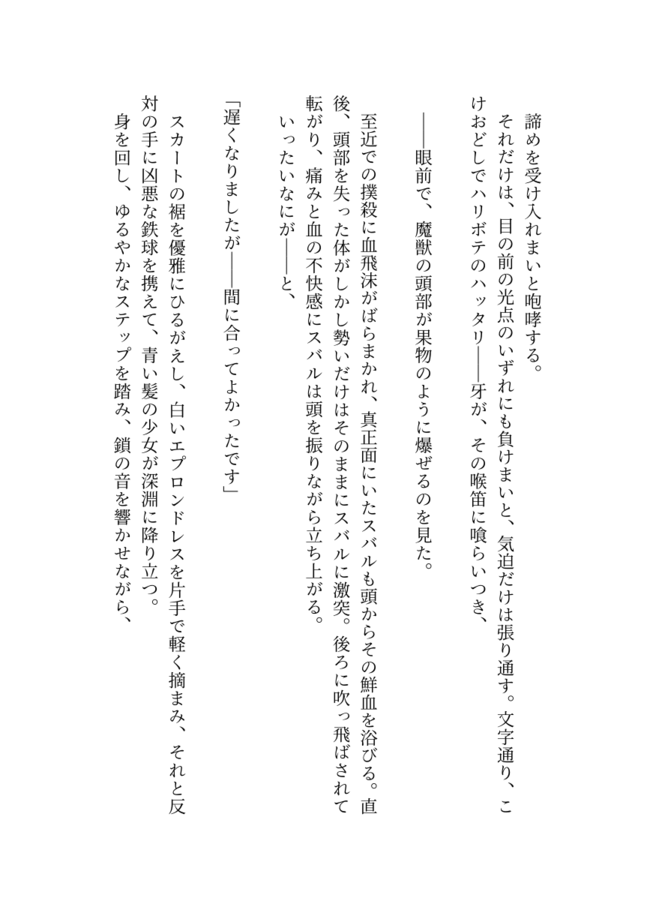 諦めを受け入れまいと咆哮する。
それだけは、目の前の光点のいずれにも負けまいと、気迫だけは張り通す。文字通り、こ
けおどしでハリボテのハッタリ――牙が、その喉笛に喰らいつき、
――眼前で、魔獣の頭部が果物のように爆ぜるのを見た。
至近での撲殺に血飛沫がばらまかれ、真正面にいたスバルも頭からその鮮血を浴びる。直
後、頭部を失った体がしかし勢いだけはそのままにスバルに激突。後ろに吹っ飛ばされて
転がり、痛みと血の不快感にスバルは頭を振りながら立ち上がる。
いったいなにが――と、
「遅くなりましたが――間に合ってよかったです」
スカートの裾を優雅にひるがえし、白いエプロンドレスを片手で軽く摘まみ、それと反
対の手に凶悪な鉄球を携えて、青い髪の少女が深淵に降り立つ。
身を回し、ゆるやかなステップを踏み、鎖の音を響かせながら、